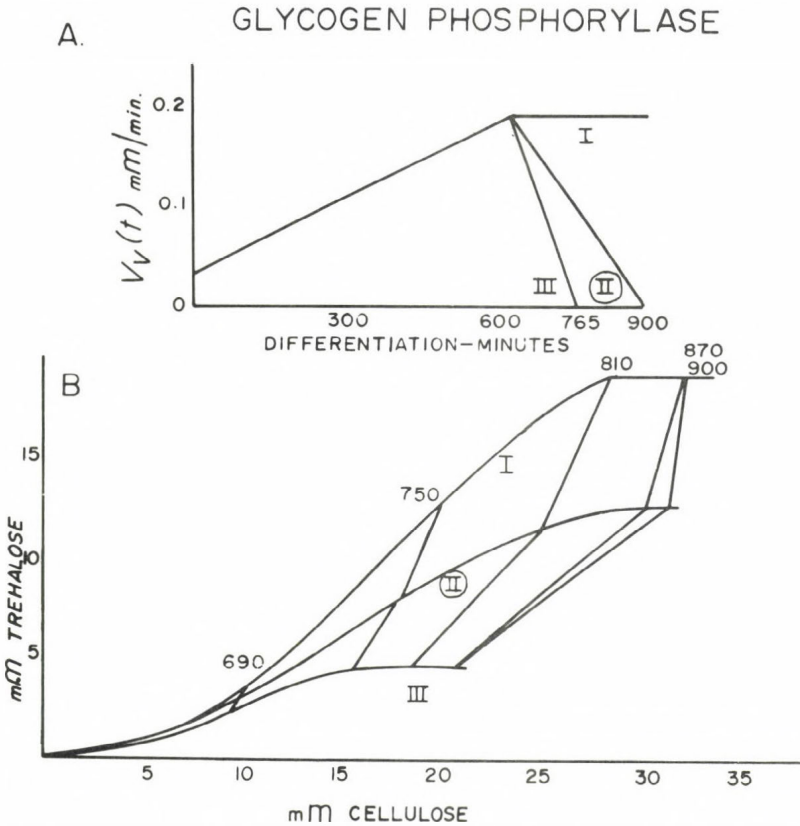 GLYCOGEN PHOSPHORYLASE
A.
V_V(t) mM/min.
0.2
0.1
0
I
III
II
300
600
765
900
DIFFERENTIATION-MINUTES
B
870
810
900
15
I
750
10
II
5
690
III
mM TREHALOSE
5
10
15
20
25
30
35
mM CELLULOSE